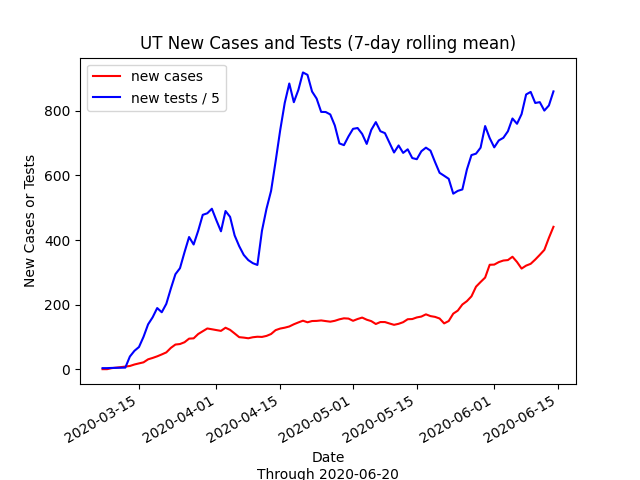 UT New Cases and Tests (7-day rolling mean)
new cases
new tests / 5
New Cases or Tests
800
600
400
200
0
2020-03-15
2020-04-01
2020-04-15
2020-05-01
2020-05-15
2020-06-01
2020-06-15
Date
Through 2020-06-20